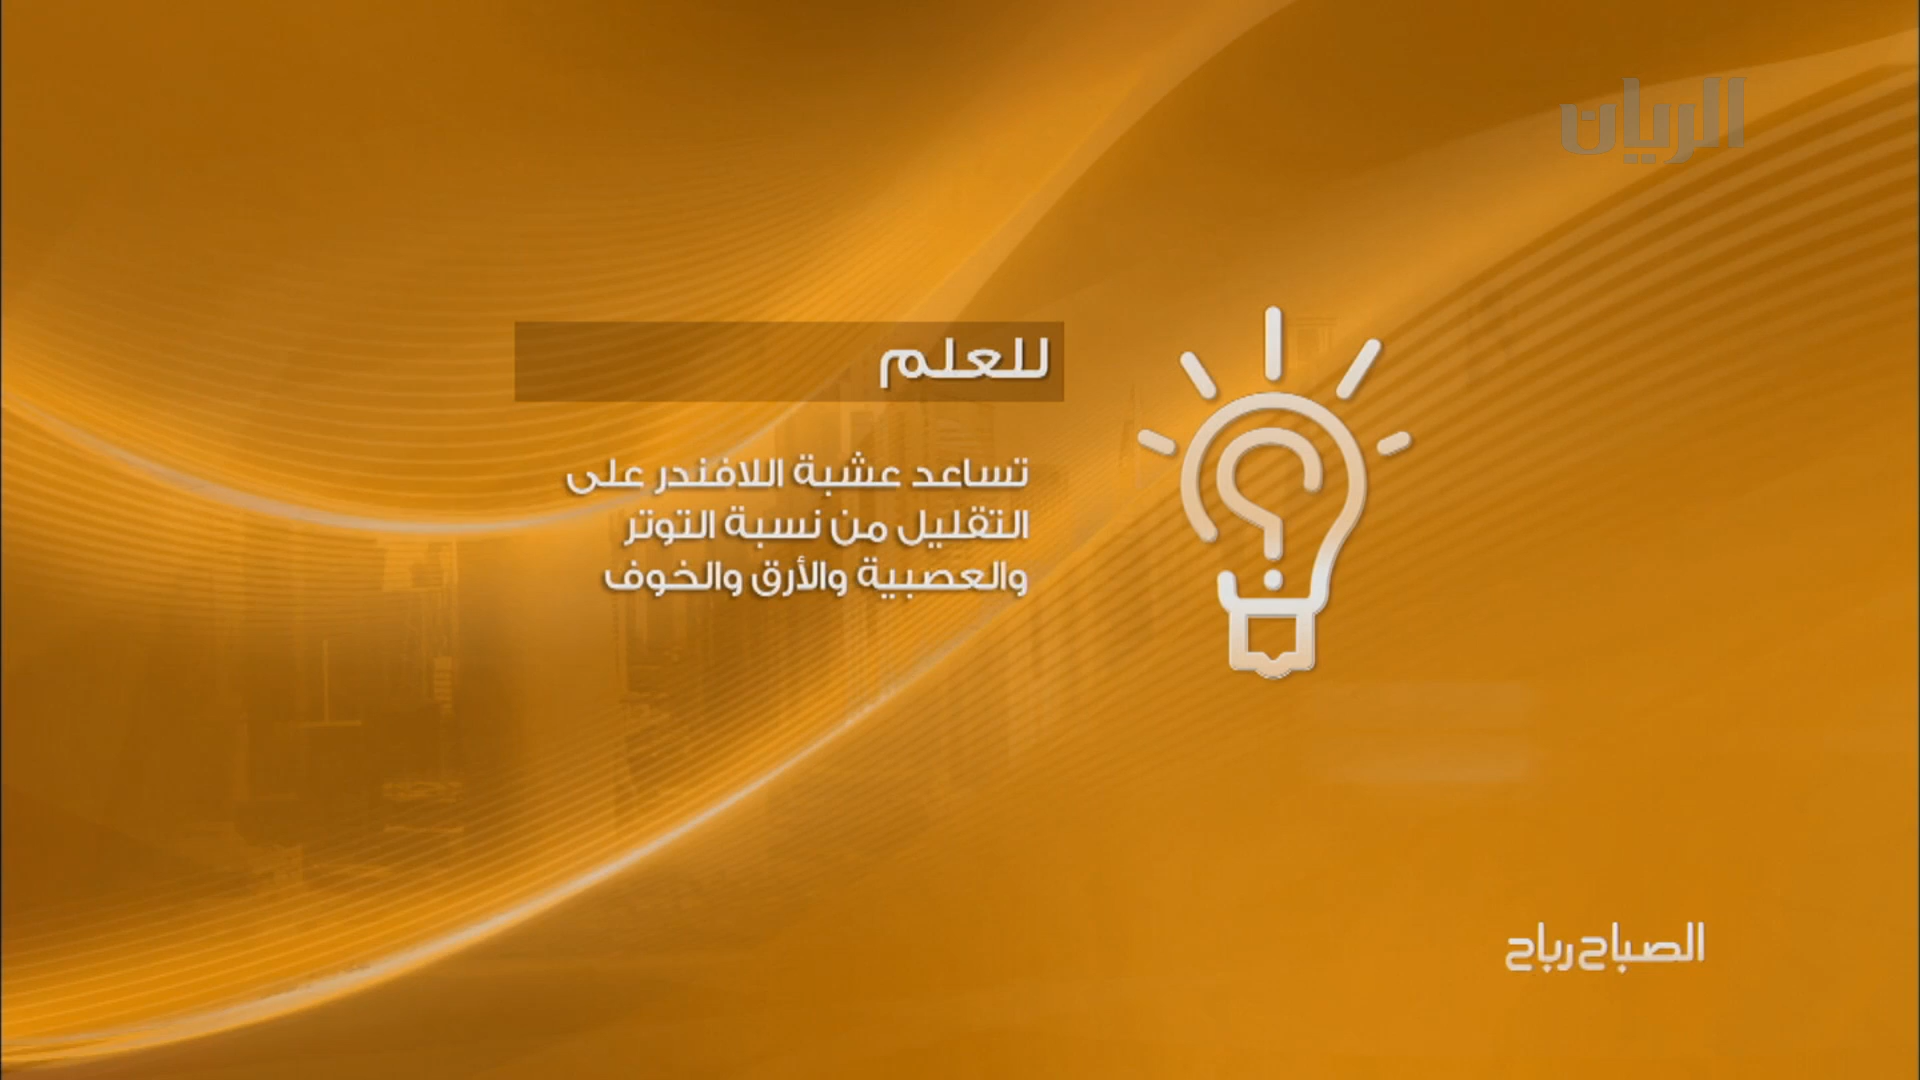 الريان
للعلم
تساعد عشبة اللافندر على
التقليل من نسبة التوتر
والعصبية والأرق والخوف
الصباح رباح